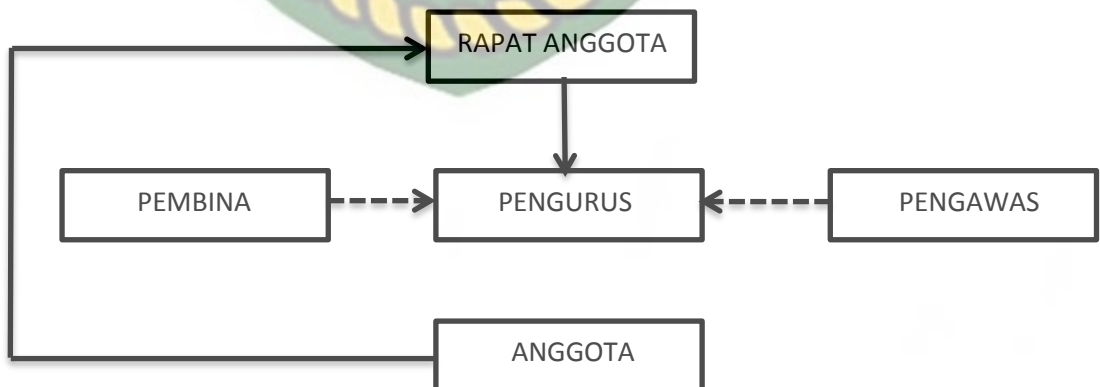 RAPAT ANGGOTA
PEMBINA
PENGURUS
PENGAWAS
ANGGOTA